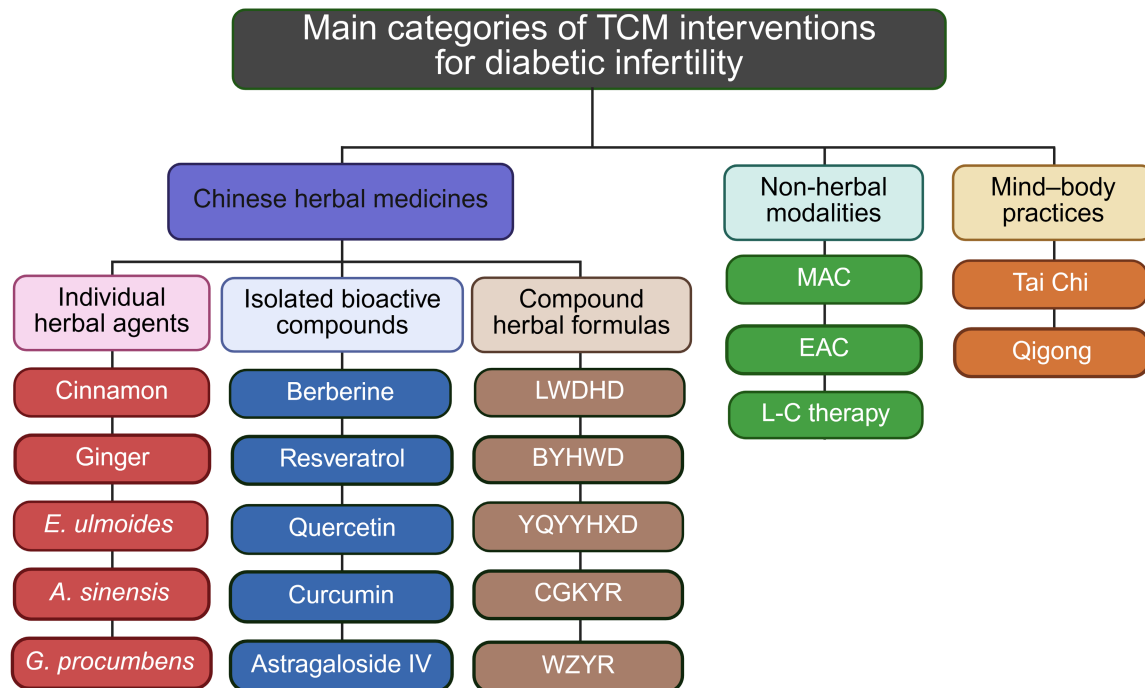 Main categories of TCM interventions
for diabetic infertility
Chinese herbal medicines
Non-herbal
modalities
Mind–body
practices
Individual
herbal agents
Isolated bioactive
compounds
Compound
herbal formulas
MAC
EAC
L-C therapy
Tai Chi
Qigong
Cinnamon
Ginger
E. ulmoides
A. sinensis
G. procumbens
Berberine
Resveratrol
Quercetin
Curcumin
Astragaloside IV
LWDHD
BYHWD
YQYYHXD
CGKYR
WZYR